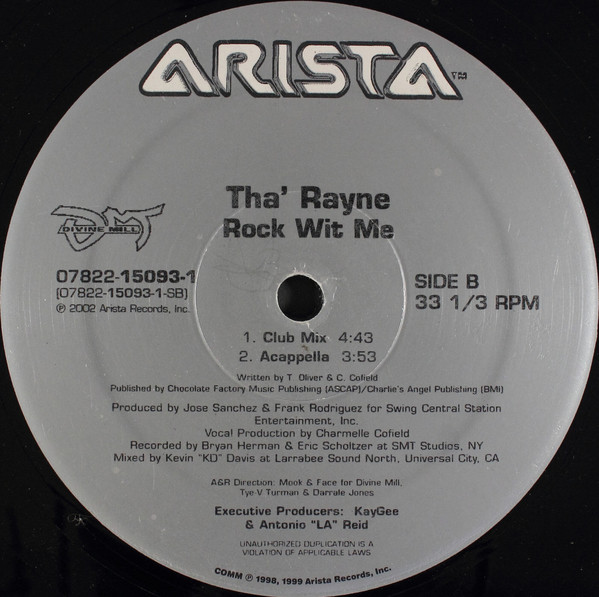 ARISTA™
Tha' Rayne
Rock Wit Me
DMT
DIVINE MILL
07822-15093-1
(07822-15093-1-SB)
℗ 2002 Arista Records, Inc.
SIDE B
33 1/3 RPM
1. Club Mix 4:43
2. Acappella 3:53
Written by T. Oliver & C. Cofield
Published by Chocolate Factory Music Publishing (ASCAP)/Charlie's Angel Publishing (BMI)
Produced by Jose Sanchez & Frank Rodriguez for Swing Central Station
Entertainment, Inc.
Vocal Production by Charmelle Cofield
Recorded by Bryan Herman & Eric Scholtzer at SMT Studios, NY
Mixed by Kevin "KD" Davis at Larrabee Sound North, Universal City, CA
A&R Direction: Mook & Face for Divine Mill,
Tye-V Turman & Darrale Jones
Executive Producers: KayGee
& Antonio "LA" Reid
UNAUTHORIZED DUPLICATION IS A
VIOLATION OF APPLICABLE LAWS
COMM ℗ 1998, 1999 Arista Records, Inc.